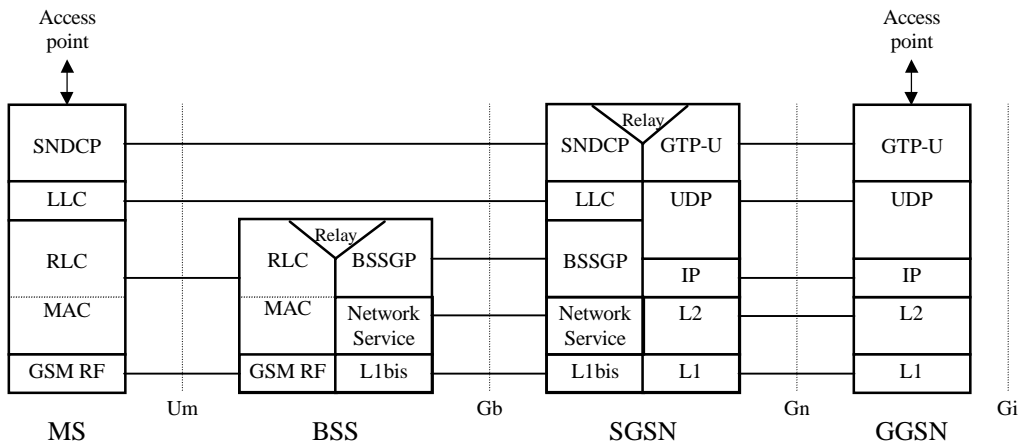 Access
point
Access
point
Relay
SNDCP
SNDCP
GTP-U
GTP-U
LLC
LLC
UDP
UDP
Relay
RLC
RLC
BSSGP
BSSGP
IP
IP
MAC
MAC
Network
Service
Network
Service
L2
L2
GSM RF
GSM RF
L1bis
L1bis
L1
L1
Um
Gb
Gn
Gi
MS
BSS
SGSN
GGSN